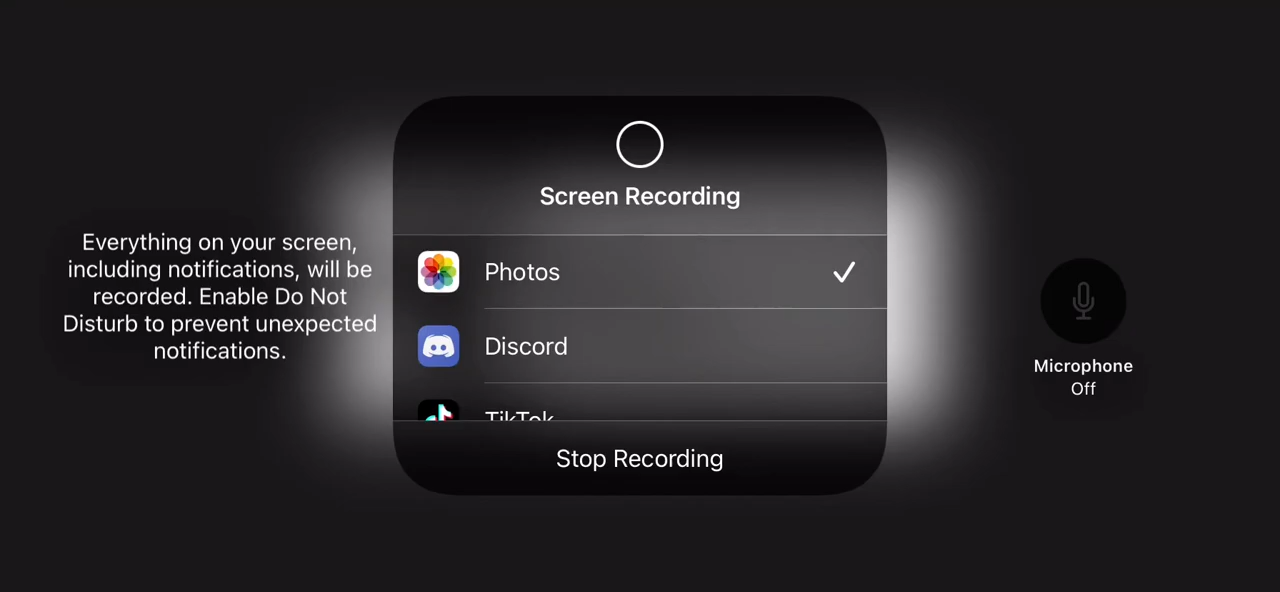 Screen Recording
Everything on your screen,
including notifications, will be
recorded. Enable Do Not
Disturb to prevent unexpected
notifications.
Photos
Discord
TikTok
Stop Recording
Microphone
Off